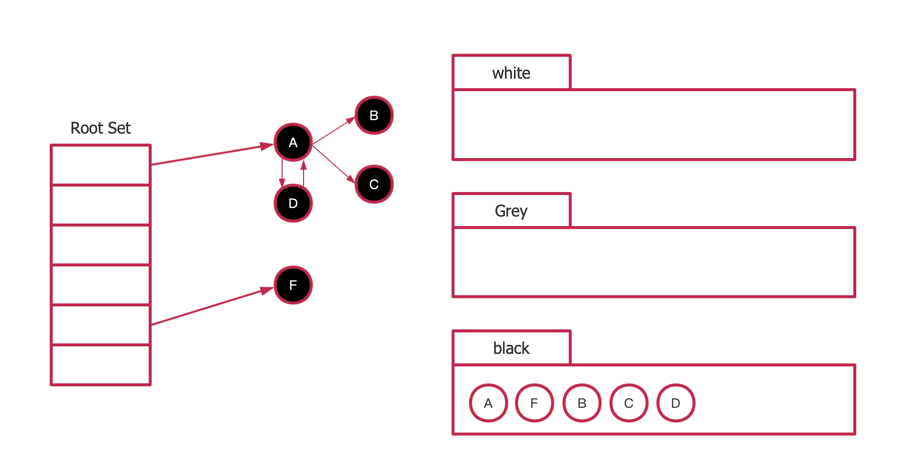 Root Set
A
B
C
D
F
white
Grey
black
A F B C D